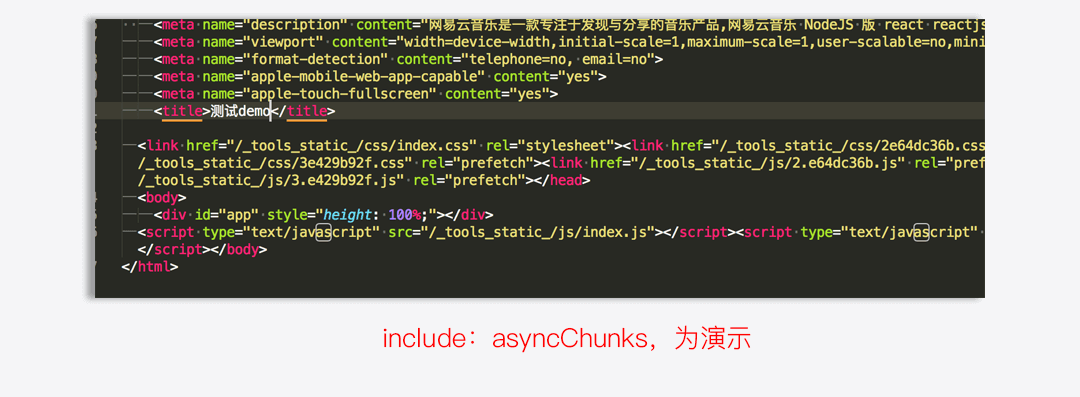 <meta name="description" content="网易云音乐是一款专注于发现与分享的音乐产品,网易云音乐 NodeJS 版 react reactjs
<meta name="viewport" content="width=device-width,initial-scale=1,maximum-scale=1,user-scalable=no,mini
<meta name="format-detection" content="telephone=no, email=no">
<meta name="apple-mobile-web-app-capable" content="yes">
<meta name="apple-touch-fullscreen" content="yes">
<title>测试demo</title>
<link href="/_tools_static_/css/index.css" rel="stylesheet"><link href="/_tools_static_/css/2e64dc36b.css
/_tools_static_/css/3e429b92f.css" rel="prefetch"><link href="/_tools_static_/js/2.e64dc36b.js" rel="pref
/_tools_static_/js/3.e429b92f.js" rel="prefetch"></head>
<body>
<div id="app" style="height: 100%;"></div>
<script type="text/javascript" src="/_tools_static_/js/index.js"></script><script type="text/javascript"
</script></body>
</html>
include：asyncChunks，为演示